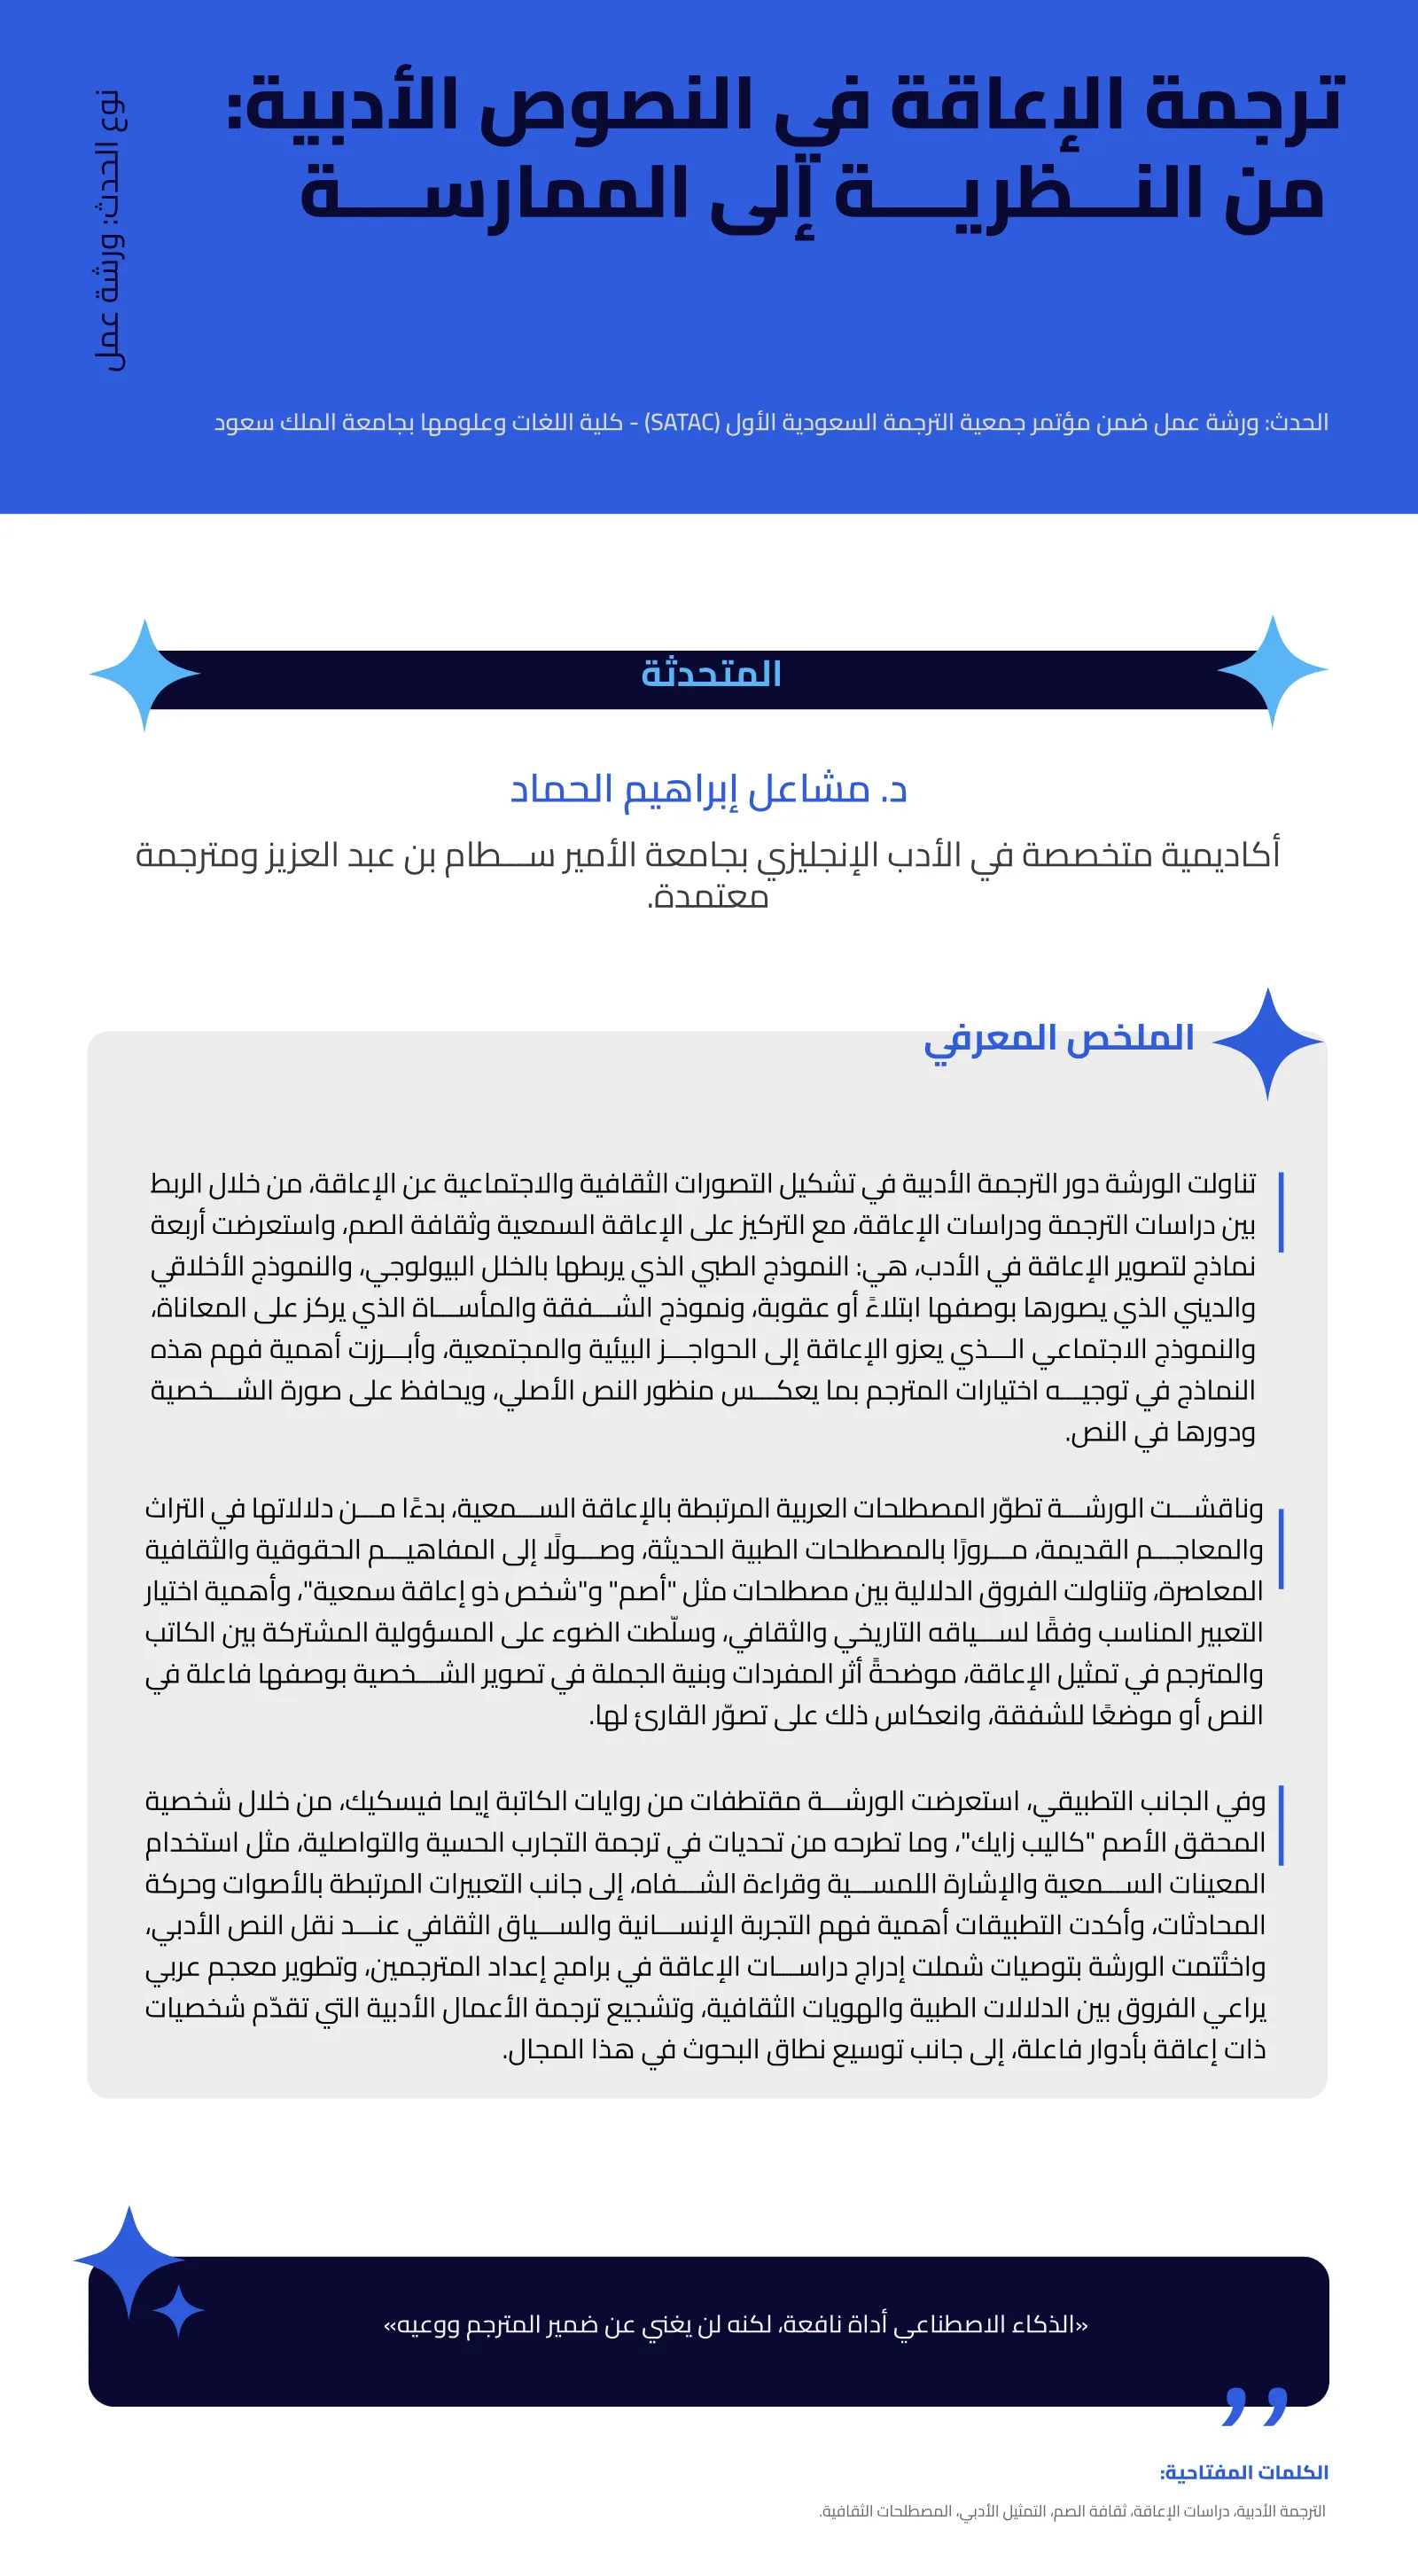 ترجمة الإعاقة في النصوص الأدبية:
من النـــظريـــة إلى الممارســـة
نوع الحدث: ورشة عمل
الحدث: ورشة عمل ضمن مؤتمر جمعية الترجمة السعودية الأول (SATAC) - كلية اللغات وعلومها بجامعة الملك سعود
المتحدثة
د. مشاعل إبراهيم الحماد
أكاديمية متخصصة في الأدب الإنجليزي بجامعة الأمير ســـطام بن عبد العزيز ومترجمة
معتمدة.
الملخص المعرفي
تناولت الورشة دور الترجمة الأدبية في تشكيل التصورات الثقافية والاجتماعية عن الإعاقة، من خلال الربط
بين دراسات الترجمة ودراسات الإعاقة، مع التركيز على الإعاقة السمعية وثقافة الصم، واستعرضت أربعة
نماذج لتصوير الإعاقة في الأدب، هي: النموذج الطبي الذي يربطها بالخلل البيولوجي، والنموذج الأخلاقي
والديني الذي يصورها بوصفها ابتلاءً أو عقوبة، ونموذج الشـــفقة والمأســـاة الذي يركز على المعاناة،
والنموذج الاجتماعي الـــذي يعزو الإعاقة إلى الحواجـــز البيئية والمجتمعية، وأبـــرزت أهمية فهم هذه
النماذج في توجيـــه اختيارات المترجم بما يعكـــس منظور النص الأصلي، ويحافظ على صورة الشـــخصية
ودورها في النص.
وناقشـــت الورشـــة تطوّر المصطلحات العربية المرتبطة بالإعاقة الســـمعية، بدءًا مـــن دلالاتها في التراث
والمعاجـــم القديمة، مـــرورًا بالمصطلحات الطبية الحديثة، وصـــولًا إلى المفاهيـــم الحقوقية والثقافية
المعاصرة، وتناولت الفروق الدلالية بين مصطلحات مثل "أصم" و"شخص ذو إعاقة سمعية"، وأهمية اختيار
التعبير المناسب وفقًا لســـياقه التاريخي والثقافي، وسلّطت الضوء على المسؤولية المشتركة بين الكاتب
والمترجم في تمثيل الإعاقة، موضحةً أثر المفردات وبنية الجملة في تصوير الشـــخصية بوصفها فاعلة في
النص أو موضعًا للشفقة، وانعكاس ذلك على تصوّر القارئ لها.
وفي الجانب التطبيقي، استعرضت الورشـــة مقتطفات من روايات الكاتبة إيما فيسكيك، من خلال شخصية
المحقق الأصم "كاليب زايك"، وما تطرحه من تحديات في ترجمة التجارب الحسية والتواصلية، مثل استخدام
المعينات الســـمعية والإشارة اللمســـية وقراءة الشـــفاه، إلى جانب التعبيرات المرتبطة بالأصوات وحركة
المحادثات، وأكدت التطبيقات أهمية فهم التجربة الإنســـانية والســـياق الثقافي عنـــد نقل النص الأدبي،
واختُتمت الورشة بتوصيات شملت إدراج دراســـات الإعاقة في برامج إعداد المترجمين، وتطوير معجم عربي
يراعي الفروق بين الدلالات الطبية والهويات الثقافية، وتشجيع ترجمة الأعمال الأدبية التي تقدّم شخصيات
ذات إعاقة بأدوار فاعلة، إلى جانب توسيع نطاق البحوث في هذا المجال.
«الذكاء الاصطناعي أداة نافعة، لكنه لن يغني عن ضمير المترجم ووعيه»
الكلمات المفتاحية:
الترجمة الأدبية، دراسات الإعاقة، ثقافة الصم، التمثيل الأدبي، المصطلحات الثقافية.